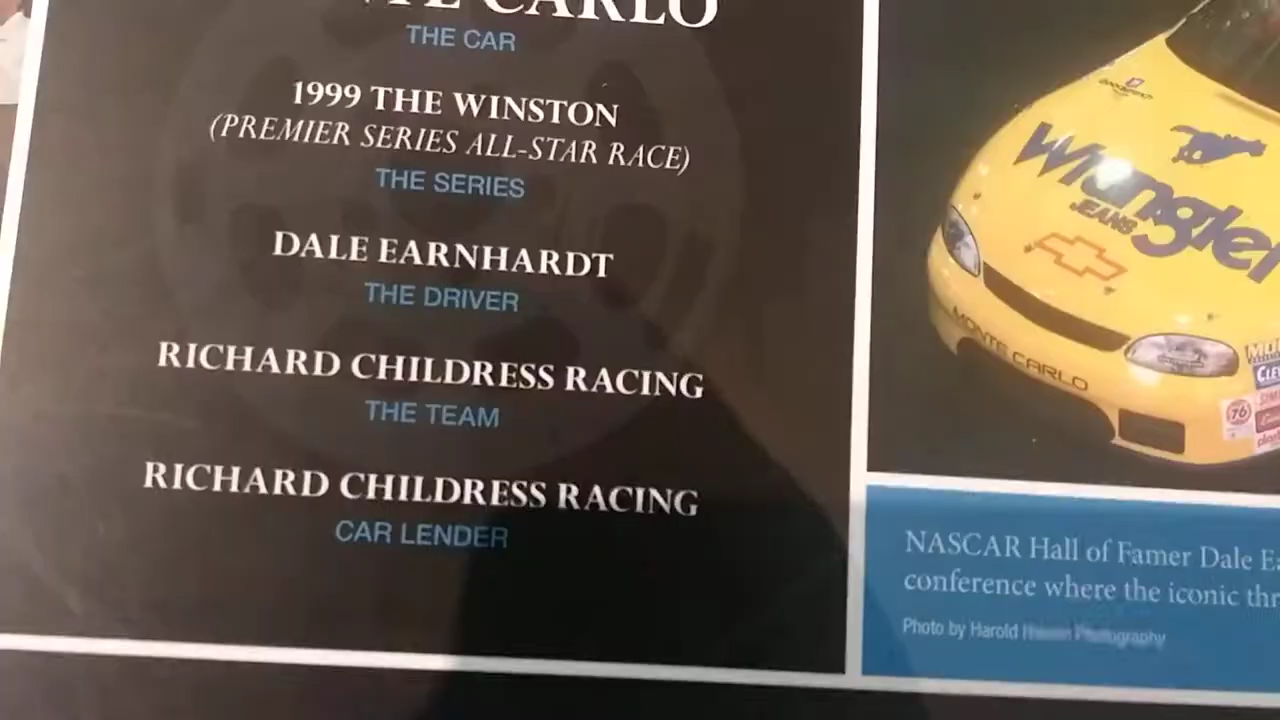 CARLO
THE CAR
1999 THE WINSTON
(PREMIER SERIES ALL-STAR RACE)
THE SERIES
DALE EARNHARDT
THE DRIVER
RICHARD CHILDRESS RACING
THE TEAM
RICHARD CHILDRESS RACING
CAR LENDER
Wrangler
JEANS
MONTE CARLO
76
NASCAR Hall of Famer Dale
conference where the iconic
Photo by Harold